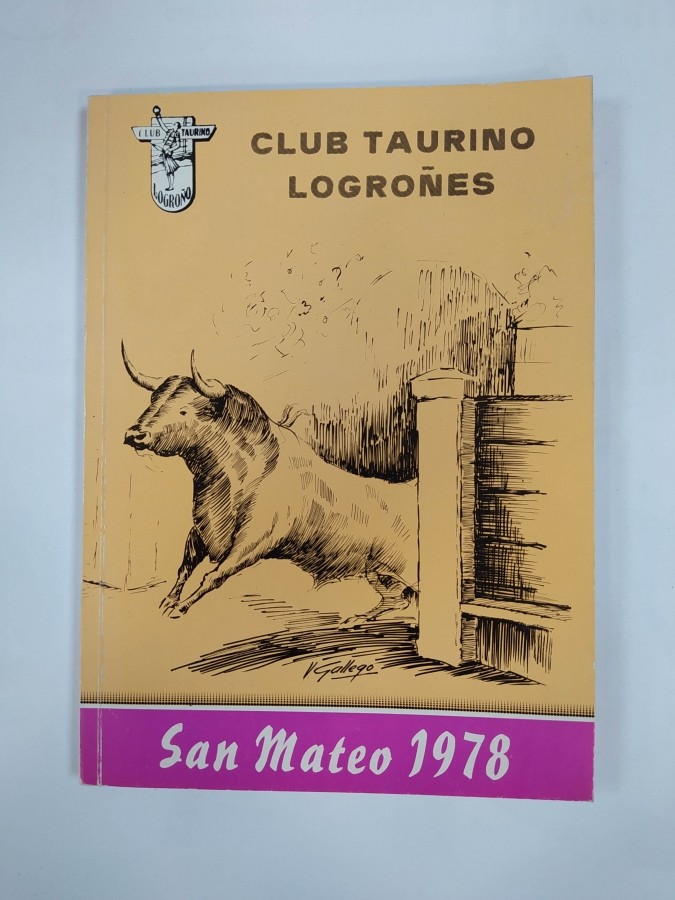 CLUB TAURINO
LOGROÑO
CLUB TAURINO
LOGROÑES
V Gallego
San Mateo 1978